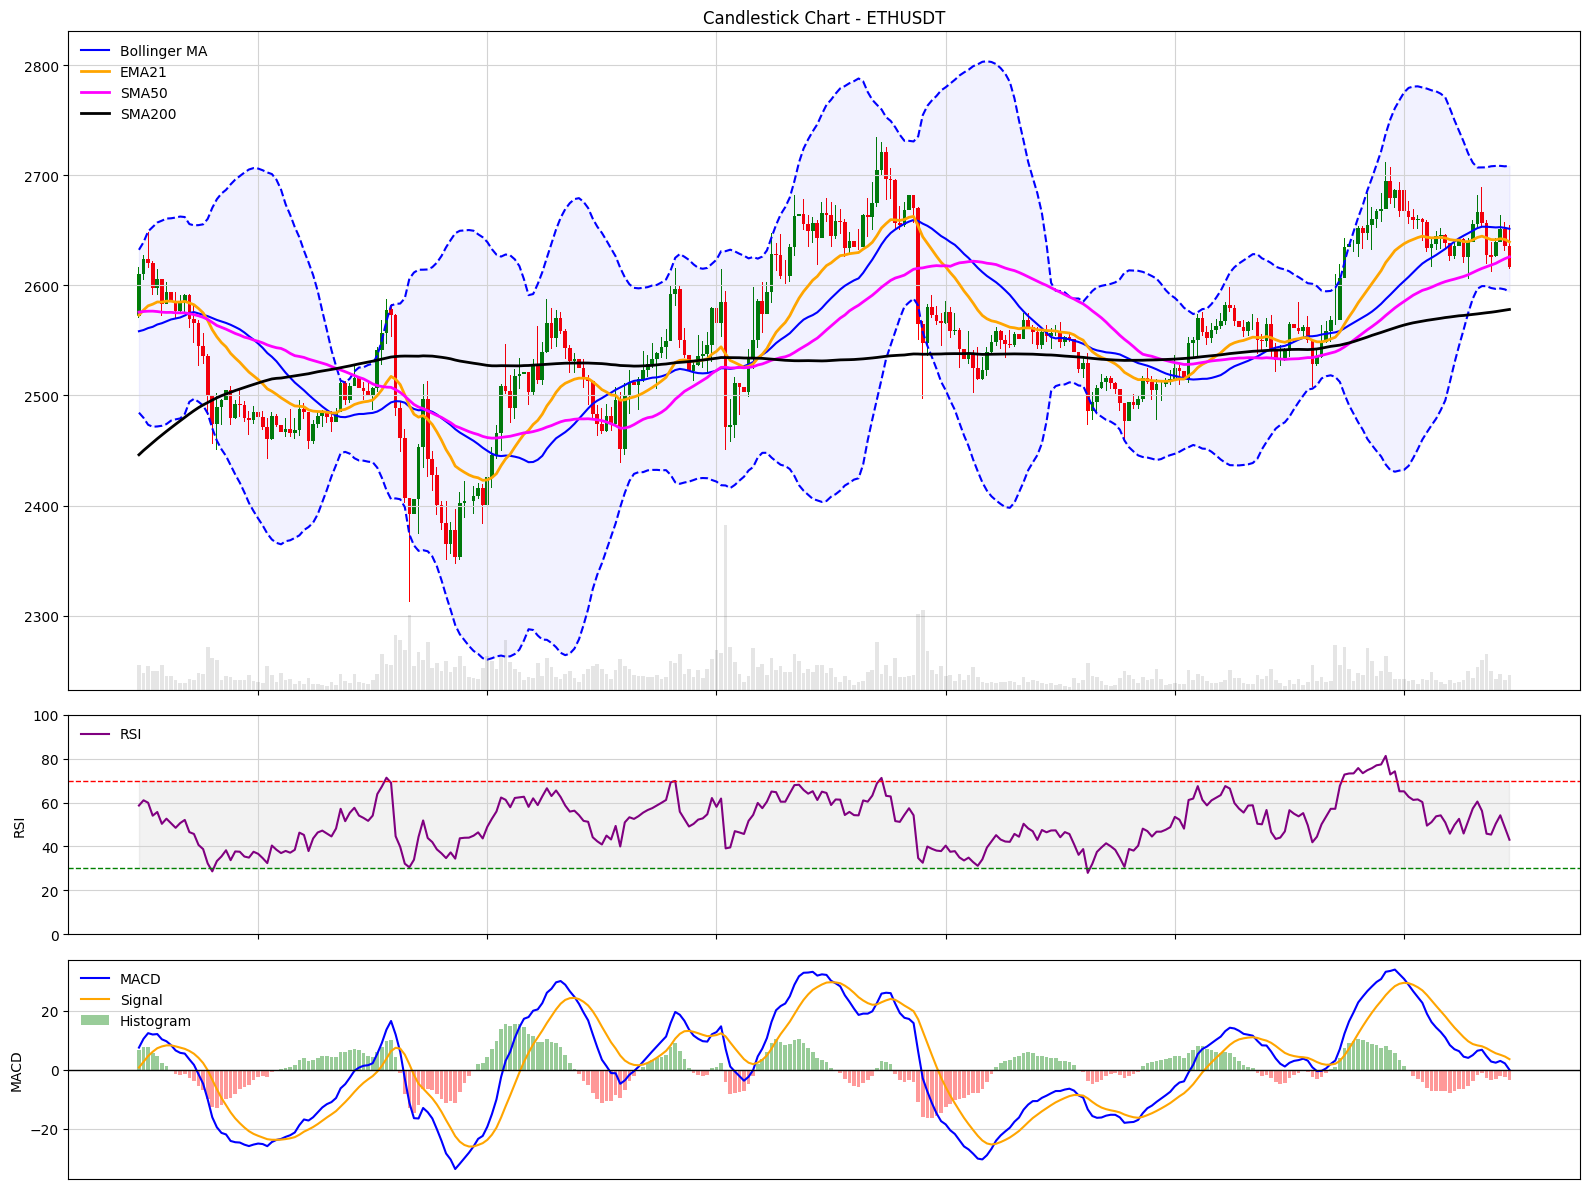 Candlestick Chart - ETHUSDT
Bollinger MA
EMA21
SMA50
SMA200
2800
2700
2600
2500
2400
2300
RSI
RSI
100
80
60
40
20
0
MACD
Signal
Histogram
MACD
20
0
−20